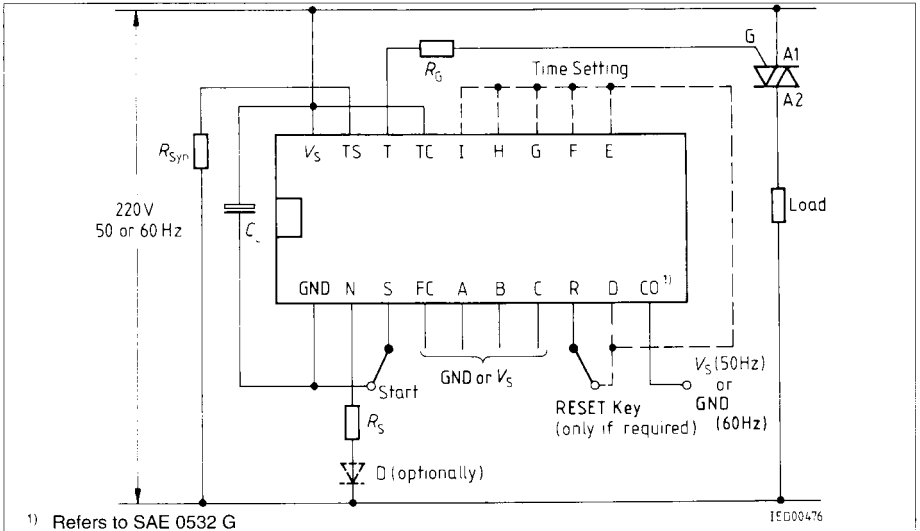 G
A1
R_G
Time Setting
A2
R_Syn
V_S TS T TC I H G F E
Load
220V
50 or 60 Hz
C
GND N S FC A B C R D CO 1)
V_S (50Hz)
GND or V_S
or
Start
GND
RESET Key
(60Hz)
(only if required)
R_S
D (optionally)
1) Refers to SAE 0532 G
IED00476